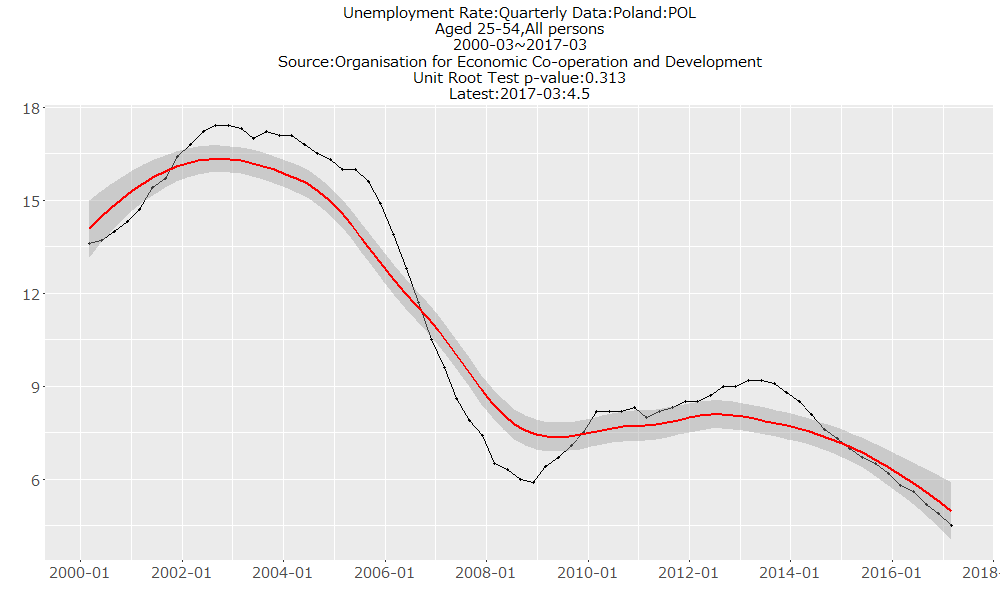 Unemployment Rate:Quarterly Data:Poland:POL
Aged 25-54,All persons
2000-03~2017-03
Source:Organisation for Economic Co-operation and Development
Unit Root Test p-value:0.313
Latest:2017-03:4.5
18
15
12
9
6
2000-01 2002-01 2004-01 2006-01 2008-01 2010-01 2012-01 2014-01 2016-01 2018-